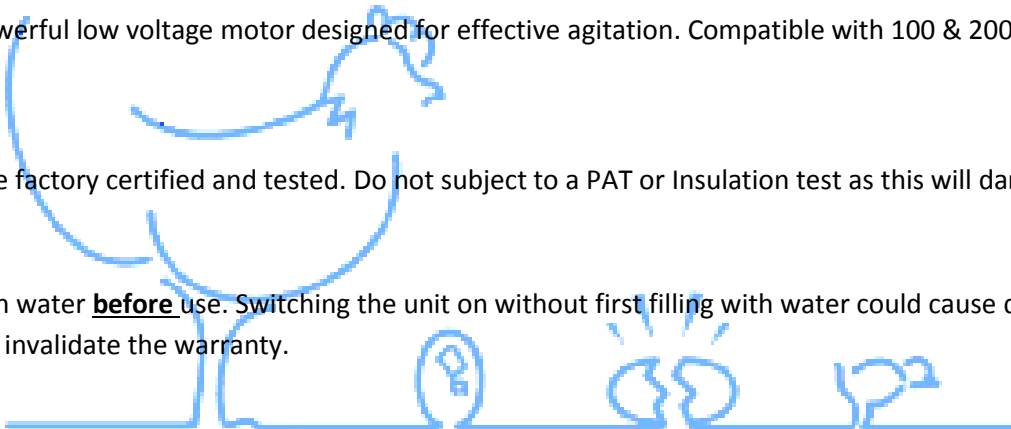 werful low voltage motor designed for effective agitation. Compatible with 100 & 200
e factory certified and tested. Do not subject to a PAT or Insulation test as this will da
water before use. Switching the unit on without first filling with water could cause
invalidate the warranty.